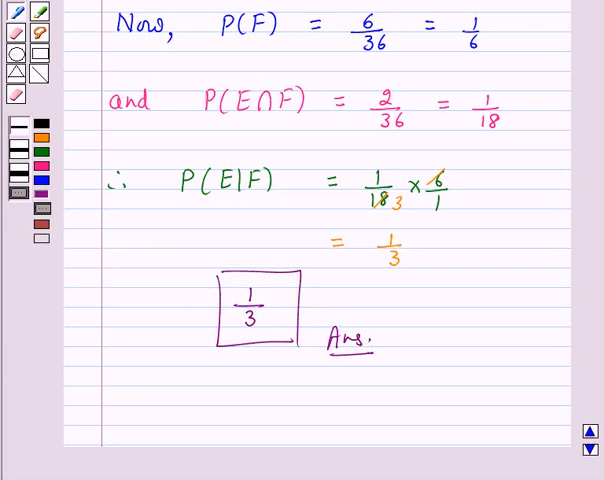 Now, P(F) = 6/36 = 1/6
and P(E∩F) = 2/36 = 1/18
∴ P(E|F) = 1/18 3 × 6/1
= 1/3
1/3
Ans.